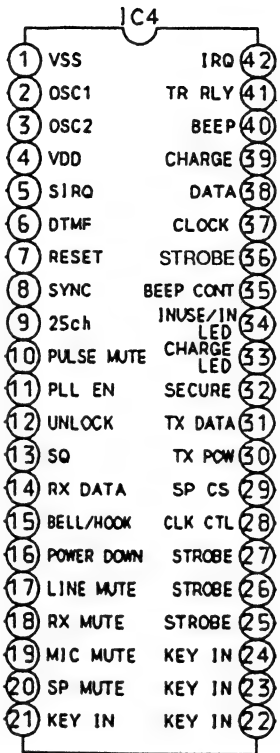 IC4
1 VSS IRQ 42
2 OSC1 TR RLY 41
3 OSC2 BEEP 40
4 VDD CHARGE 39
5 SIRQ DATA 38
6 DTMF CLOCK 37
7 RESET STROBE 36
8 SYNC BEEP CONT 35
9 25ch INUSE/IN LED 34
10 PULSE MUTE CHARGE LED 33
11 PLL EN SECURE 32
12 UNLOCK TX DATA 31
13 SQ TX POW 30
14 RX DATA SP CS 29
15 BELL/HOOK CLK CTL 28
16 POWER DOWN STROBE 27
17 LINE MUTE STROBE 26
18 RX MUTE STROBE 25
19 MIC MUTE KEY IN 24
20 SP MUTE KEY IN 23
21 KEY IN KEY IN 22